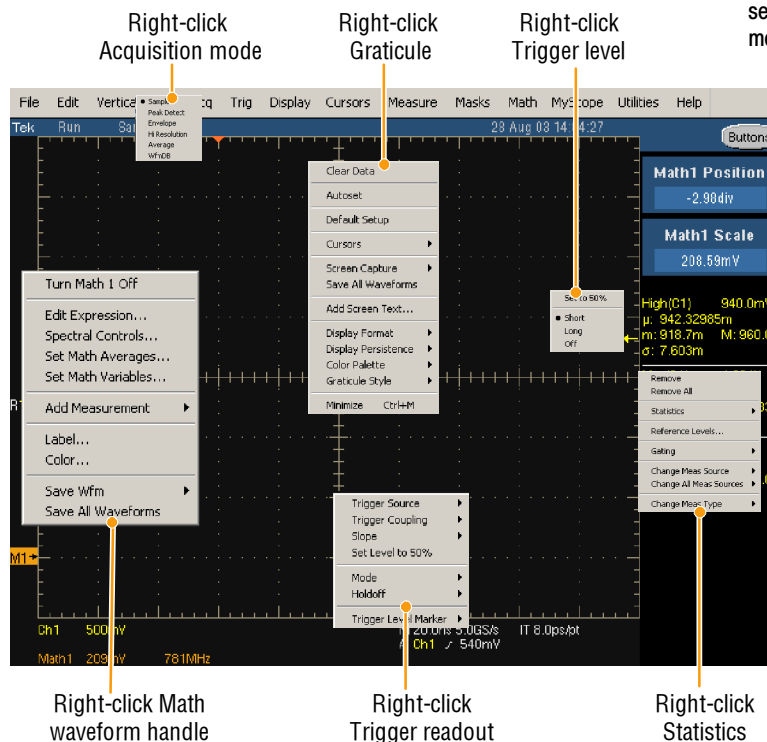 se
mo
Right-click
Acquisition mode
Right-click
Graticule
Right-click
Trigger level
File Edit Vertica cq Trig Display Cursors Measure Masks Math MyScope Utilities Help
Tek Run Sa 28 Aug 03 14:04:27 Buttons
Sample
Peak Detect
Envelope
Hi Resolution
Average
WfmDB
Clear Data
Autoset
Default Setup
Cursors
Screen Capture
Save All Waveforms
Add Screen Text...
Display Format
Display Persistence
Color Palette
Graticule Style
Minimize Ctrl+M
Set to 50%
Short
Long
Off
Math1 Position
-2.98div
Math1 Scale
208.59mV
High(C1) 940.0m
μ: 942.32985m
m: 918.7m M: 960.
σ: 7.603m
Turn Math 1 Off
Edit Expression...
Spectral Controls...
Set Math Averages...
Set Math Variables...
Add Measurement
Label...
Color...
Save Wfm
Save All Waveforms
Remove
Remove All
Statistics
Reference Levels...
Gating
Change Meas Source
Change All Meas Sources
Change Meas Type
Trigger Source
Trigger Coupling
Slope
Set Level to 50%
Mode
Holdoff
Trigger Level Marker
M1
Ch1 500mV 20.0ns 5.0GS/s IT 8.0ps/pt
Ch1 540mV
Math1 209mV 781MHz
Right-click Math
waveform handle
Right-click
Trigger readout
Right-click
Statistics